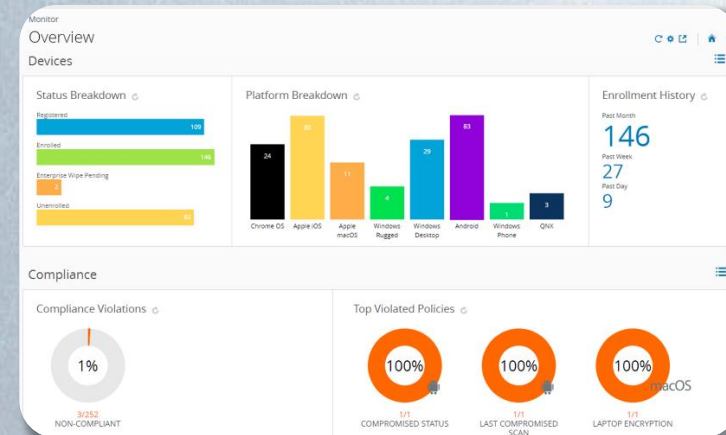 Monitor
Overview
Devices
Status Breakdown
Registered
109
Enrolled
146
Enterprise Wipe Pending
2
Unenrolled
Platform Breakdown
24
11
4
29
83
1
3
Chrome OS
Apple iOS
Apple macOS
Windows Rugged
Windows Desktop
Android
Windows Phone
QNX
Enrollment History
Past Month
146
Past Week
27
Past Day
9
Compliance
Compliance Violations
1%
3/252
NON-COMPLIANT
Top Violated Policies
100%
1/1
COMPROMISED STATUS
100%
1/1
LAST COMPROMISED
SCAN
100%
macOS
1/1
LAPTOP ENCRYPTION